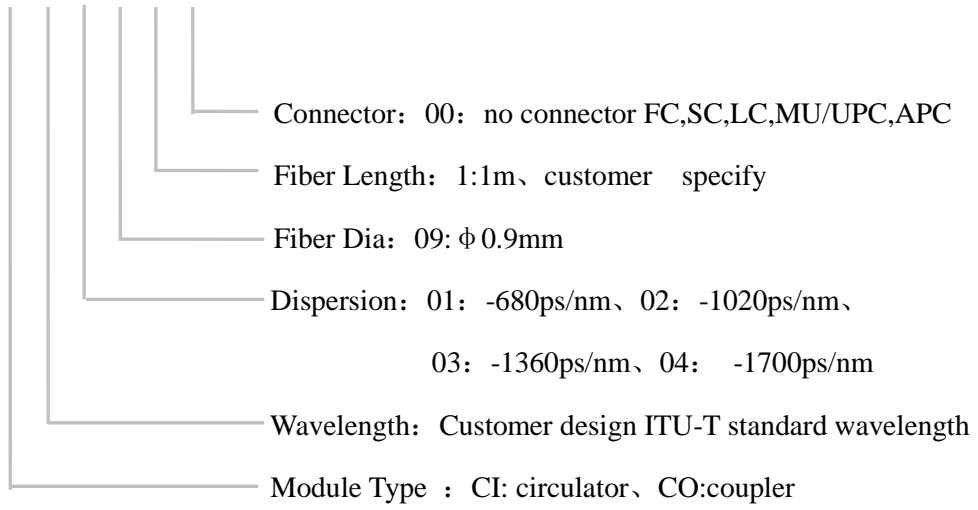 Connector：00：no connector FC,SC,LC,MU/UPC,APC
Fiber Length：1:1m、customer specify
Fiber Dia：09:φ0.9mm
Dispersion：01：-680ps/nm、02：-1020ps/nm、
03：-1360ps/nm、04： -1700ps/nm
Wavelength：Customer design ITU-T standard wavelength
Module Type ：CI: circulator、CO:coupler